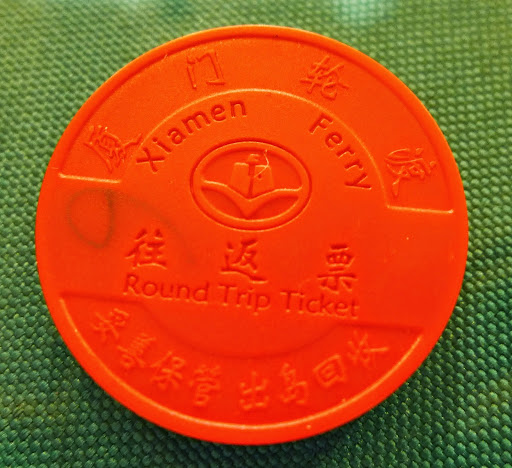 厦门轮渡
Xiamen Ferry
往返票
Round Trip Ticket
妥善保管 出岛回收